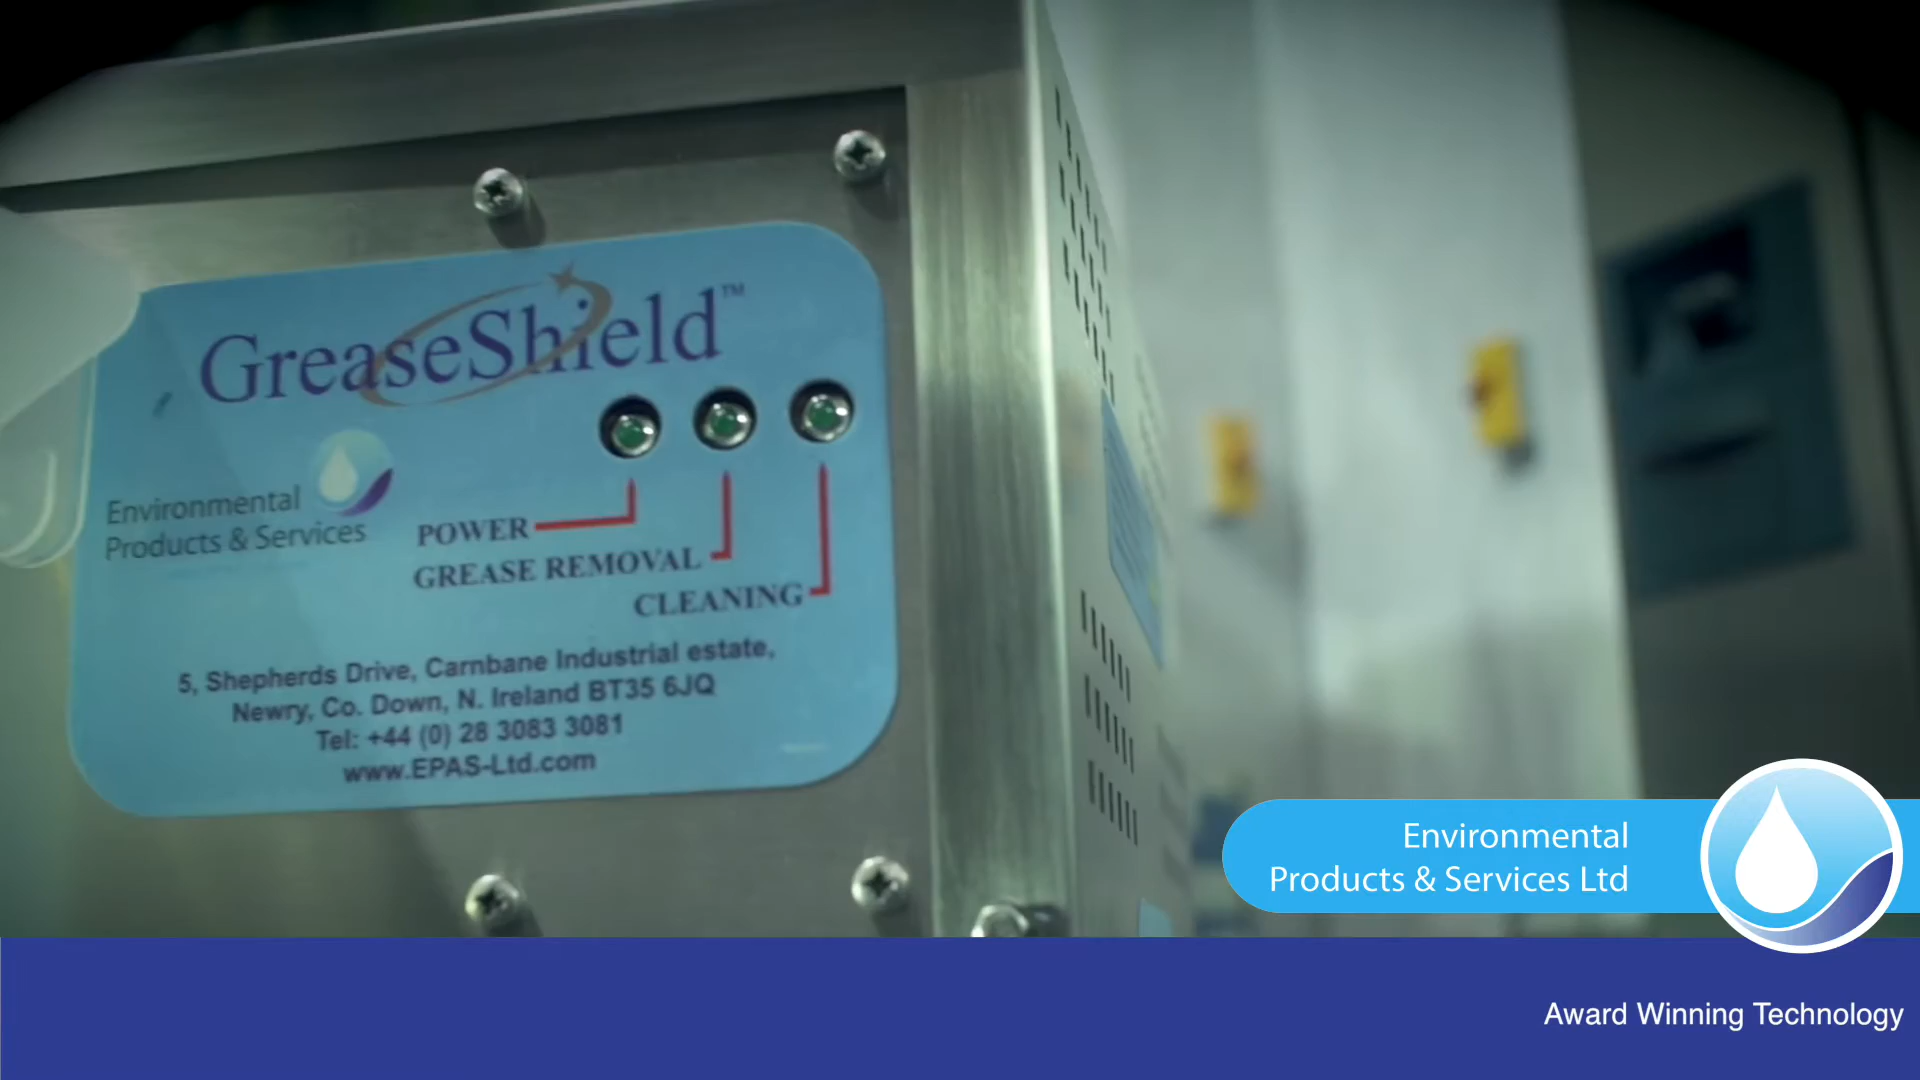 GreaseShield™
Environmental
Products & Services
POWER
GREASE REMOVAL
CLEANING
5, Shepherds Drive, Carnbane Industrial estate,
Newry, Co. Down, N. Ireland BT35 6JQ
Tel: +44 (0) 28 3083 3081
www.EPAS-Ltd.com
Environmental
Products & Services Ltd
Award Winning Technology